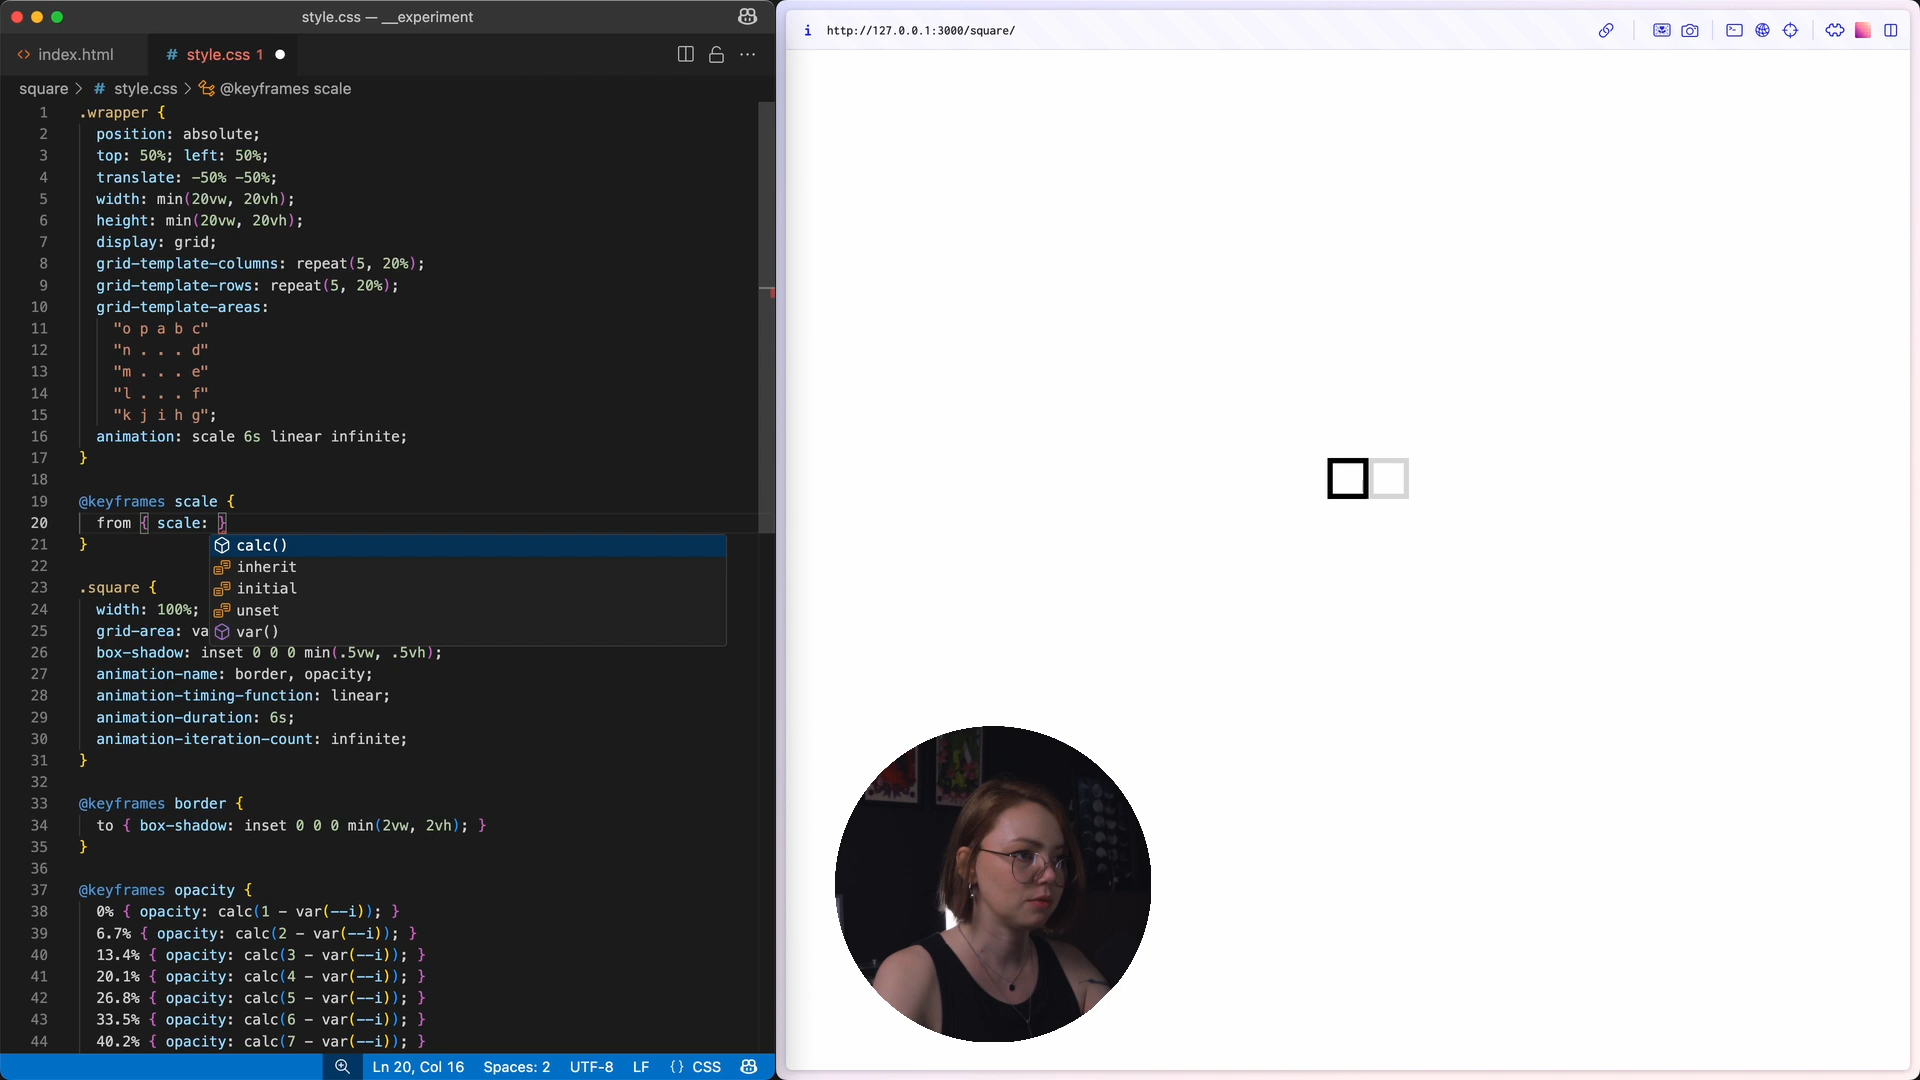 style.css — __experiment
index.html
# style.css 1
square > # style.css > @keyframes scale
1 .wrapper {
2 position: absolute;
3 top: 50%; left: 50%;
4 translate: -50% -50%;
5 width: min(20vw, 20vh);
6 height: min(20vw, 20vh);
7 display: grid;
8 grid-template-columns: repeat(5, 20%);
9 grid-template-rows: repeat(5, 20%);
10 grid-template-areas:
11 "o p a b c"
12 "n . . . d"
13 "m . . . e"
14 "l . . . f"
15 "k j i h g";
16 animation: scale 6s linear infinite;
17 }
18
19 @keyframes scale {
20 from { scale: }
21 }
calc()
22
inherit
23 .square {
initial
24 width: 100%;
unset
25 grid-area: va
var()
26 box-shadow: inset 0 0 0 min(.5vw, .5vh);
27 animation-name: border, opacity;
28 animation-timing-function: linear;
29 animation-duration: 6s;
30 animation-iteration-count: infinite;
31 }
32
33 @keyframes border {
34 to { box-shadow: inset 0 0 0 min(2vw, 2vh); }
35 }
36
37 @keyframes opacity {
38 0% { opacity: calc(1 - var(--i)); }
39 6.7% { opacity: calc(2 - var(--i)); }
40 13.4% { opacity: calc(3 - var(--i)); }
41 20.1% { opacity: calc(4 - var(--i)); }
42 26.8% { opacity: calc(5 - var(--i)); }
43 33.5% { opacity: calc(6 - var(--i)); }
44 40.2% { opacity: calc(7 - var(--i)); }
Ln 20, Col 16 Spaces: 2 UTF-8 LF {} CSS
i http://127.0.0.1:3000/square/